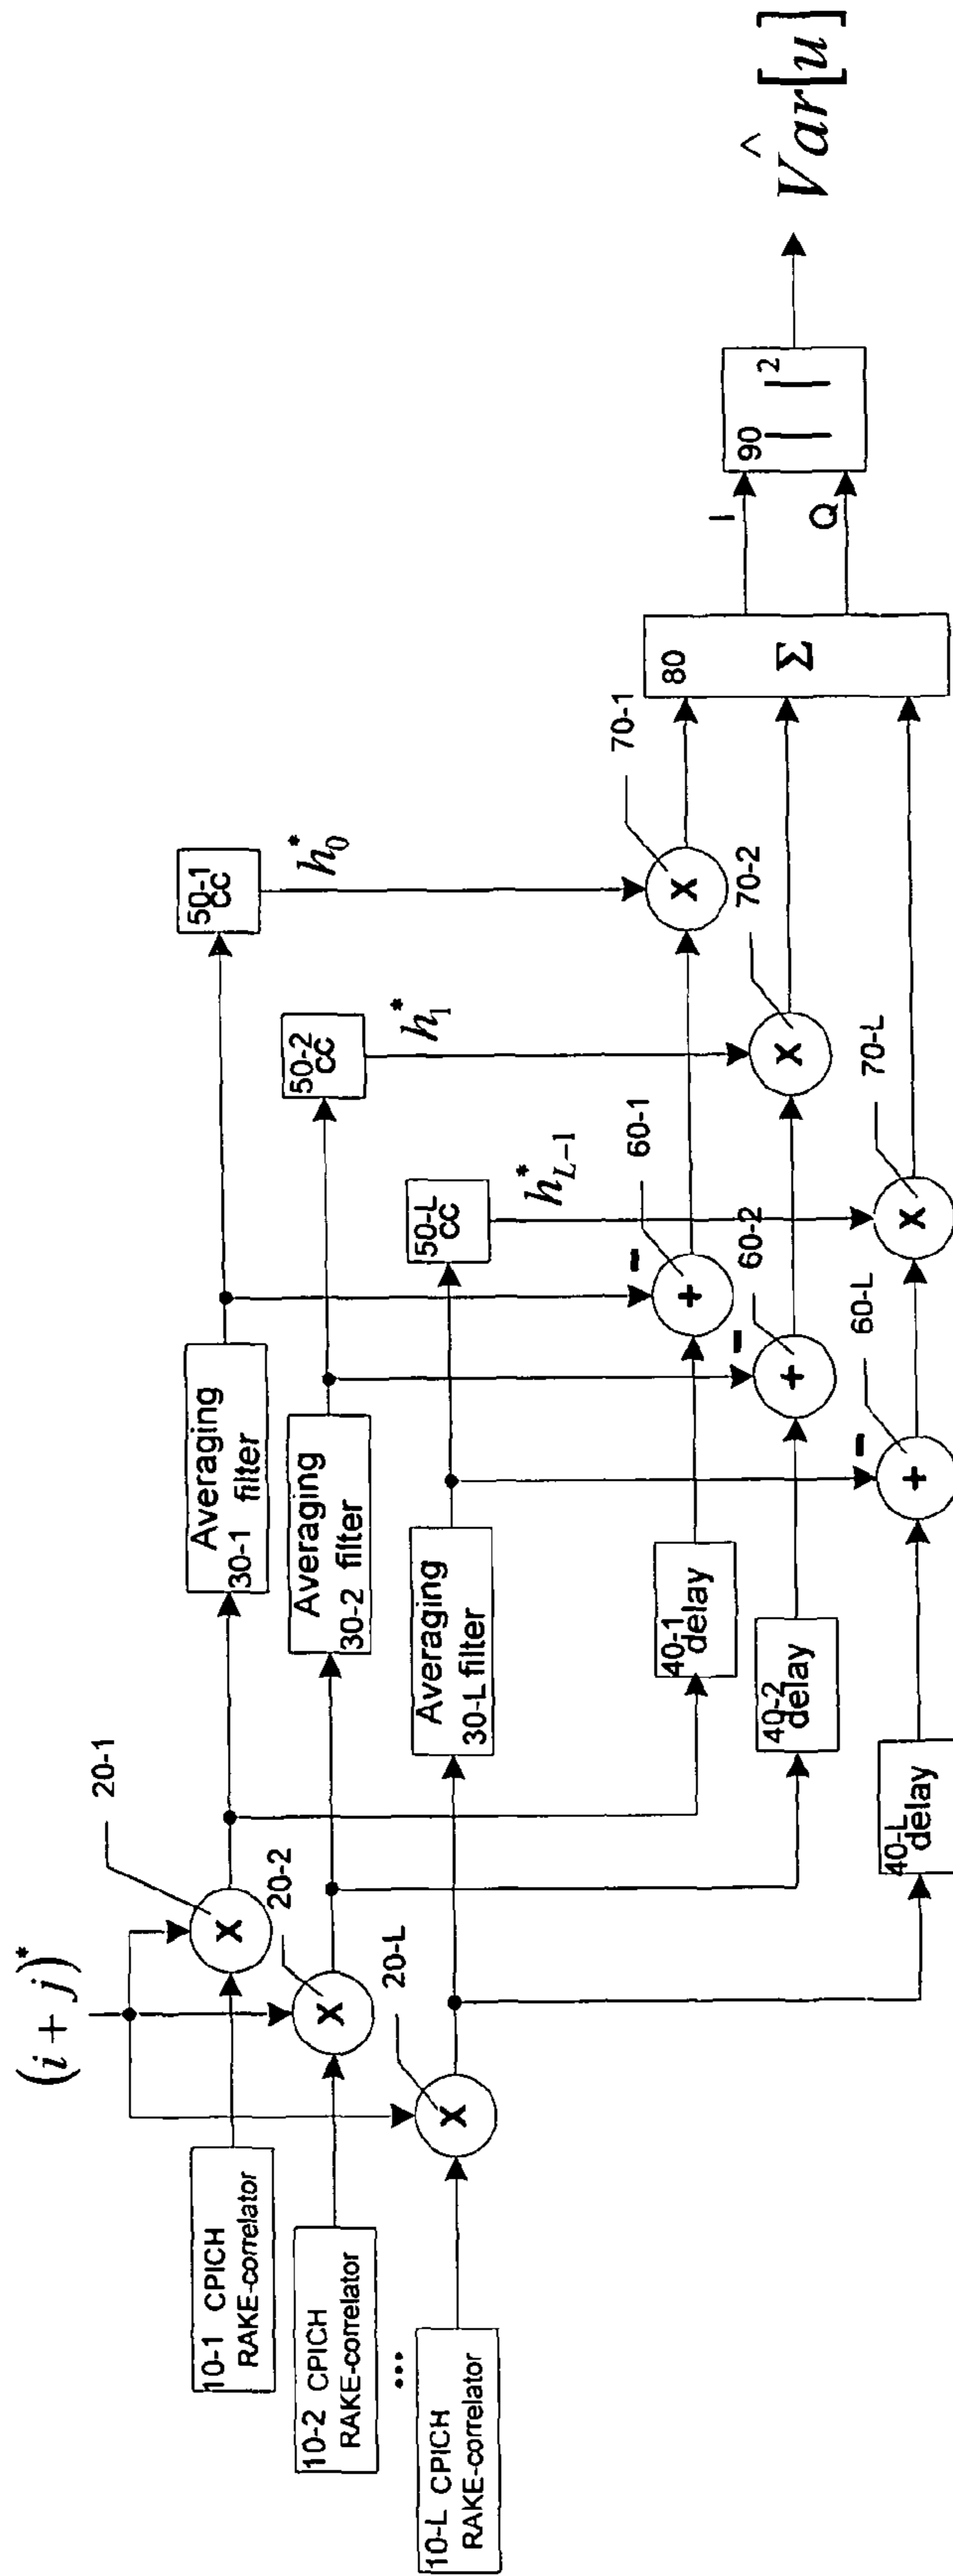 (i + j)*
10-1 CPICH
RAKE-correlator
10-2 CPICH
RAKE-correlator
...
10-L CPICH
RAKE-correlator
20-1
X
20-2
X
20-L
X
Averaging
30-1 filter
Averaging
30-2 filter
Averaging
30-L filter
40-1
delay
40-2
delay
40-L
delay
50-1
CC
h₀*
50-2
CC
h₁*
50-L
CC
h_{L-1}*
60-1
−
+
60-2
−
+
60-L
−
+
70-1
X
70-2
X
70-L
X
80
Σ
I
Q
90
| |²
V̂ar[u]